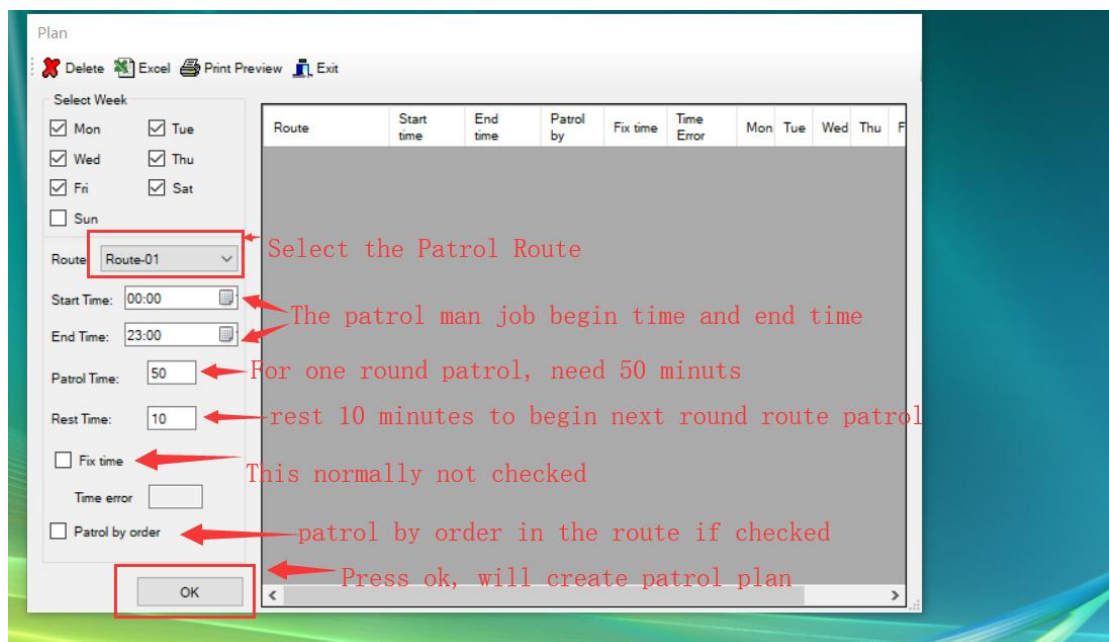 Plan
Delete Excel Print Preview Exit
Select Week
Mon Tue
Wed Thu
Fri Sat
Sun
Route Start time End time Patrol by Fix time Time Error Mon Tue Wed Thu F
Route Route-01
Select the Patrol Route
Start Time: 00:00
The patrol man job begin time and end time
End Time: 23:00
Patrol Time: 50
For one round patrol, need 50 minuts
Rest Time: 10
rest 10 minutes to begin next round route patrol
Fix time
This normally not checked
Time error
Patrol by order
patrol by order in the route if checked
Press ok, will create patrol plan
OK